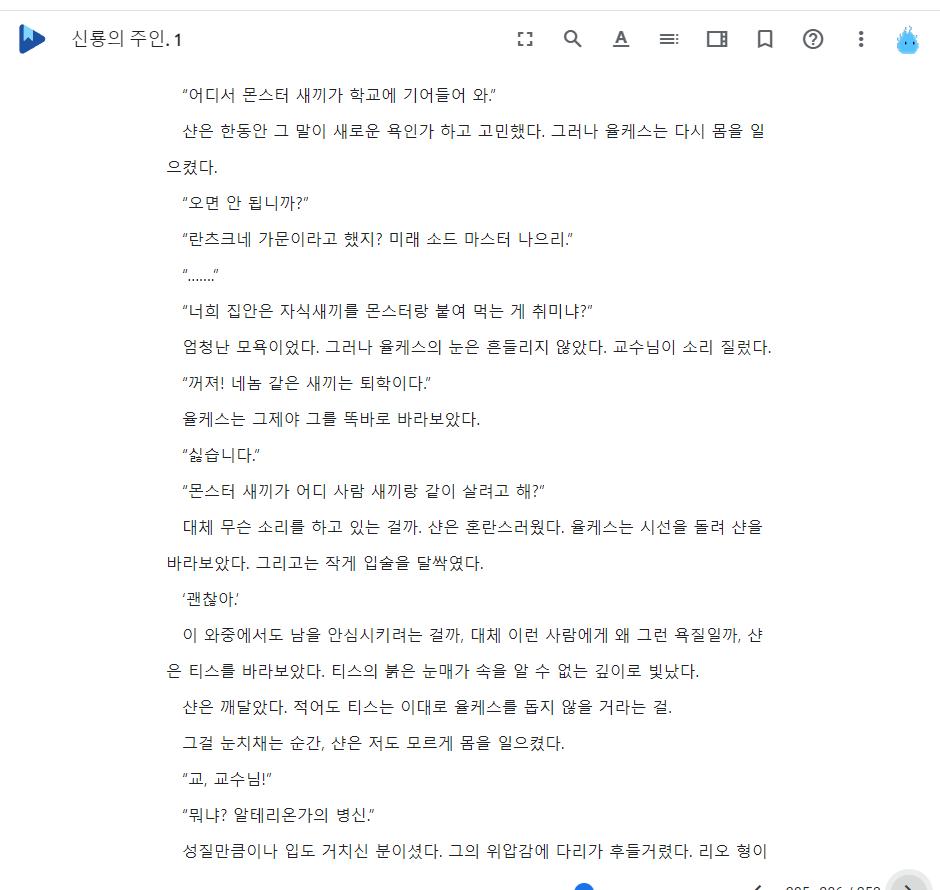 신룡의 주인. 1
“어디서 몬스터 새끼가 학교에 기어들어 와.”
샨은 한동안 그 말이 새로운 욕인가 하고 고민했다. 그러나 율케스는 다시 몸을 일
으켰다.
“오면 안 됩니까?”
“란츠크네 가문이라고 했지? 미래 소드 마스터 나으리.”
“.......”
“너희 집안은 자식새끼를 몬스터랑 붙여 먹는 게 취미냐?”
엄청난 모욕이었다. 그러나 율케스의 눈은 흔들리지 않았다. 교수님이 소리 질렀다.
“꺼져! 네놈 같은 새끼는 퇴학이다.”
율케스는 그제야 그를 똑바로 바라보았다.
“싫습니다.”
“몬스터 새끼가 어디 사람 새끼랑 같이 살려고 해?”
대체 무슨 소리를 하고 있는 걸까. 샨은 혼란스러웠다. 율케스는 시선을 돌려 샨을
바라보았다. 그리고는 작게 입술을 달싹였다.
‘괜찮아.’
이 와중에서도 남을 안심시키려는 걸까, 대체 이런 사람에게 왜 그런 욕질일까, 샨
은 티스를 바라보았다. 티스의 붉은 눈매가 속을 알 수 없는 깊이로 빛났다.
샨은 깨달았다. 적어도 티스는 이대로 율케스를 돕지 않을 거라는 걸.
그걸 눈치채는 순간, 샨은 저도 모르게 몸을 일으켰다.
“교, 교수님!”
“뭐냐? 알테리온가의 병신.”
성질만큼이나 입도 거치신 분이셨다. 그의 위압감에 다리가 후들거렸다. 리오 형이